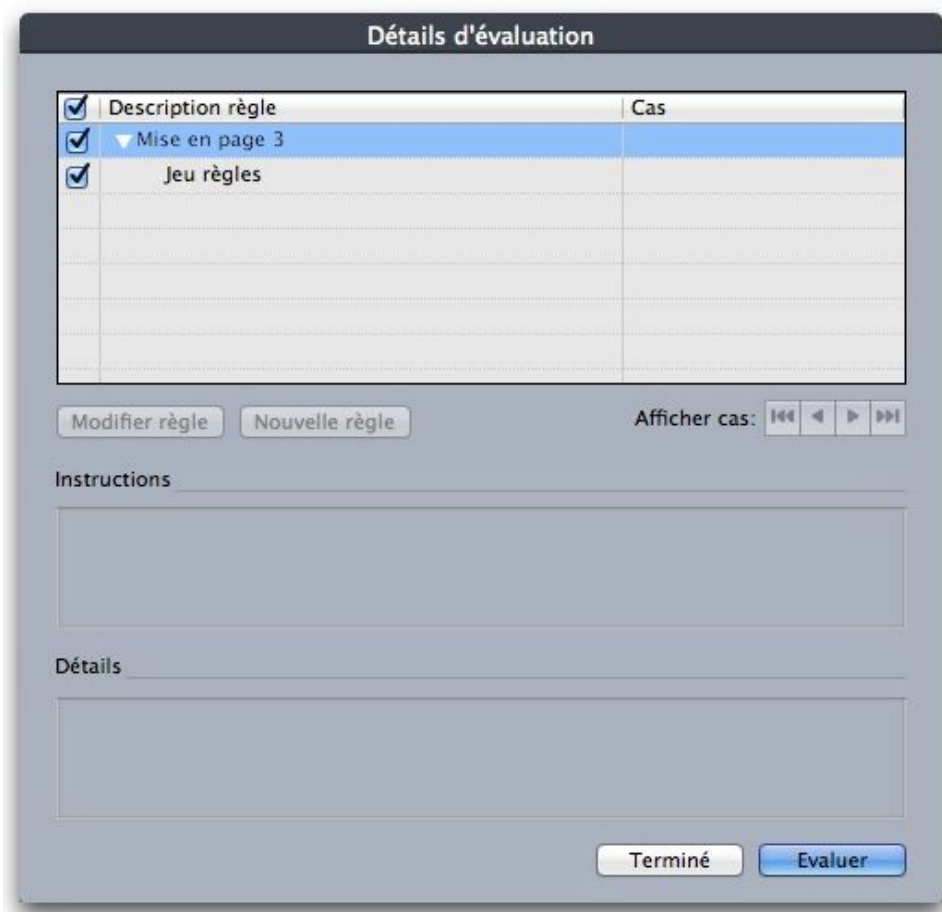 Détails d'évaluation
Description règle Cas
Mise en page 3
Jeu règles
Modifier règle Nouvelle règle Afficher cas:
Instructions
Détails
Terminé Evaluer